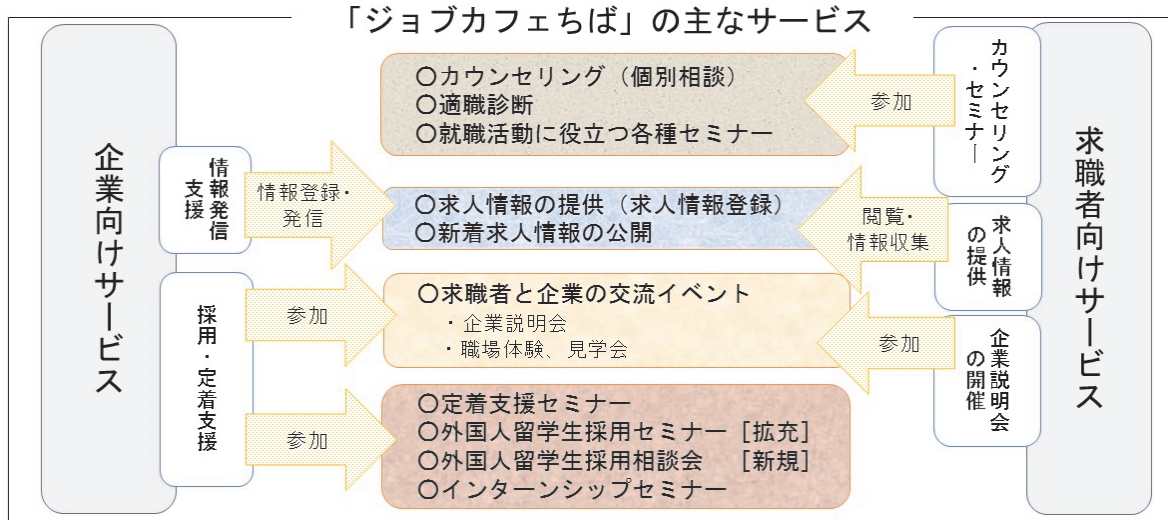 「ジョブカフェちば」の主なサービス
企業向けサービス
情報発信
支援
採用・定着支援
情報登録・
発信
参加
参加
〇カウンセリング（個別相談）
〇適職診断
〇就職活動に役立つ各種セミナー
〇求人情報の提供（求人情報登録）
〇新着求人情報の公開
〇求職者と企業の交流イベント
・企業説明会
・職場体験、見学会
〇定着支援セミナー
〇外国人留学生採用セミナー［拡充］
〇外国人留学生採用相談会　［新規］
〇インターンシップセミナー
参加
閲覧・
情報収集
参加
カウンセリング
・セミナー
求人情報
の提供
企業説明会
の開催
求職者向けサービス